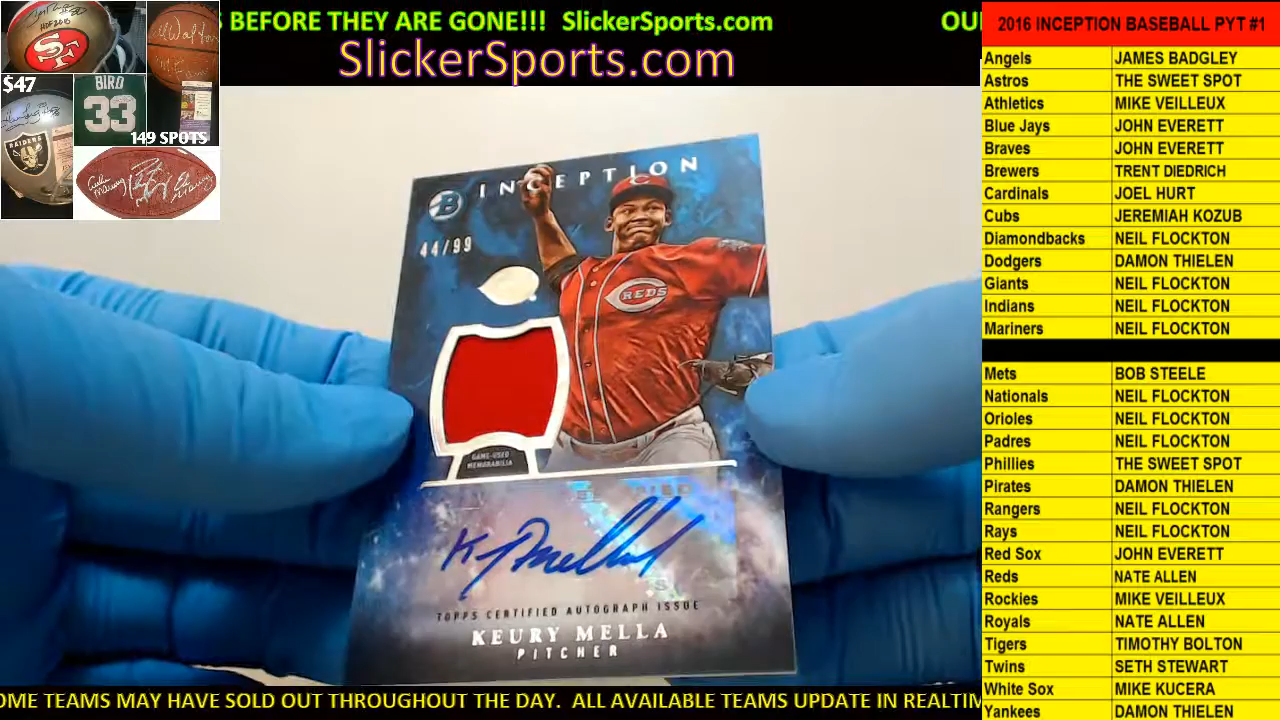 S BEFORE THEY ARE GONE!!! SlickerSports.com OU
SlickerSports.com
HOF 2015
SF
$47
RAIDERS
BIRD
33
149 SPOTS
INCEPTION
B
44/99
C
REDS
GAME-USED
MEMORABILIA
K Mella
TOPPS CERTIFIED AUTOGRAPH ISSUE
KEURY MELLA
PITCHER
2016 INCEPTION BASEBALL PYT #1
Angels JAMES BADGLEY
Astros THE SWEET SPOT
Athletics MIKE VEILLEUX
Blue Jays JOHN EVERETT
Braves JOHN EVERETT
Brewers TRENT DIEDRICH
Cardinals JOEL HURT
Cubs JEREMIAH KOZUB
Diamondbacks NEIL FLOCKTON
Dodgers DAMON THIELEN
Giants NEIL FLOCKTON
Indians NEIL FLOCKTON
Mariners NEIL FLOCKTON
Mets BOB STEELE
Nationals NEIL FLOCKTON
Orioles NEIL FLOCKTON
Padres NEIL FLOCKTON
Phillies THE SWEET SPOT
Pirates DAMON THIELEN
Rangers NEIL FLOCKTON
Rays NEIL FLOCKTON
Red Sox JOHN EVERETT
Reds NATE ALLEN
Rockies MIKE VEILLEUX
Royals NATE ALLEN
Tigers TIMOTHY BOLTON
Twins SETH STEWART
White Sox MIKE KUCERA
Yankees DAMON THIELEN
OME TEAMS MAY HAVE SOLD OUT THROUGHOUT THE DAY. ALL AVAILABLE TEAMS UPDATE IN REALTIM